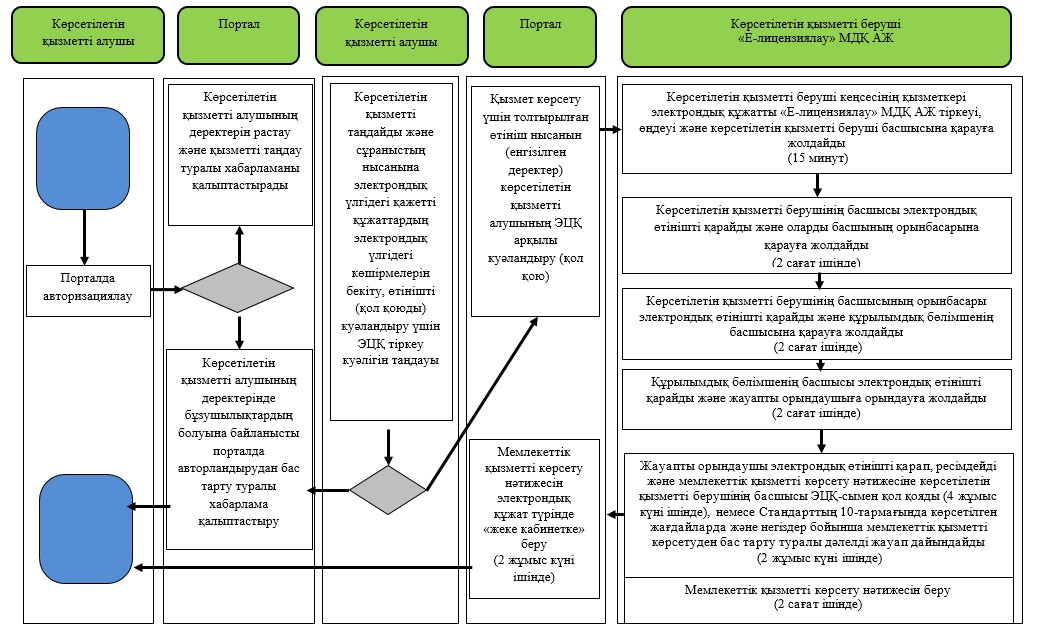 Көрсетілетін
қызметті алушы
Портал
Көрсетілетін
қызметті алушы
Портал
Көрсетілетін қызметті беруші
«Е-лицензиялау» МДҚ АЖ
Порталда
авторизациялау
Көрсетілетін
қызметті алушының
деректерін растау
және қызметті таңдау
туралы хабарламаны
қалыптастырады
Көрсетілетін
қызметті алушының
деректерінде
бұзушылықтардың
болуына байланысты
порталда
авторландырудан бас
тарту туралы
хабарлама
қалыптастыру
Көрсетілетін
қызметті
таңдайды және
сұраныстың
нысанына
электрондық
үлгідегі қажетті
құжаттардың
электрондық
үлгідегі
көшірмелерін
бекіту, өтінішті
(қол қоюды)
куәландыру үшін
ЭЦҚ тіркеу
куәлігін таңдауы
Қызмет көрсету
үшін толтырылған
өтініш нысанын
(енгізілген
деректер)
көрсетілетін
қызметті
алушының ЭЦҚ
арқылы
куәландыру (қол
қою)
Мемлекеттік
қызметті көрсету
нәтижесін
электрондық
құжат түрінде
«жеке кабинетке»
беру
(2 жұмыс күні
ішінде)
Көрсетілетін қызметті беруші кеңсесінің қызметкері
электрондық құжатты «Е-лицензиялау» МДҚ АЖ тіркеуі,
өңдеуі және көрсетілетін қызметті беруші басшысына қарауға
жолдайды
(15 минут)
Көрсетілетін қызметті берушінің басшысы электрондық
өтінішті қарайды және оларды басшының орынбасарына
қарауға жолдайды
(2 сағат ішінде)
Көрсетілетін қызметті берушінің басшысының орынбасары
электрондық өтінішті қарайды және құрылымдық бөлімшенің
басшысына қарауға жолдайды
(2 сағат ішінде)
Құрылымдық бөлімшенің басшысы электрондық өтінішті
қарайды және жауапты орындаушыға орындауға жолдайды
(2 сағат ішінде)
Жауапты орындаушы электрондық өтінішті қарап, ресімдейді
және мемлекеттік қызметті көрсету нәтижесіне көрсетілетін
қызметті берушінің басшысы ЭЦҚ-сымен қол қояды (4 жұмыс
күні ішінде), немесе Стандарттың 10-тармағында көрсетілген
жағдайларда және негіздер бойынша мемлекеттік қызметті
көрсетуден бас тарту туралы дәлелді жауап дайындайды
(2 жұмыс күні ішінде)
Мемлекеттік қызметті көрсету нәтижесін беру
(2 сағат ішінде)